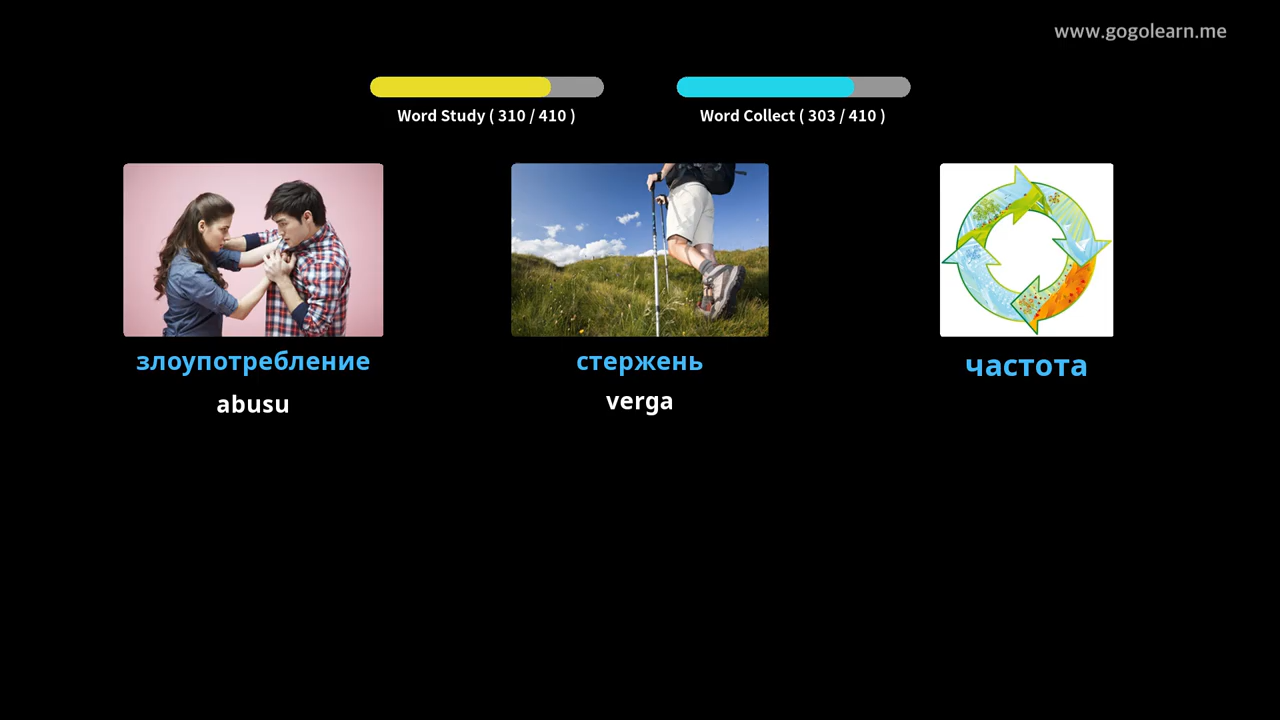 www.gogolearn.me
Word Study ( 310 / 410 )
Word Collect ( 303 / 410 )
злоупотребление
abusu
стержень
verga
частота